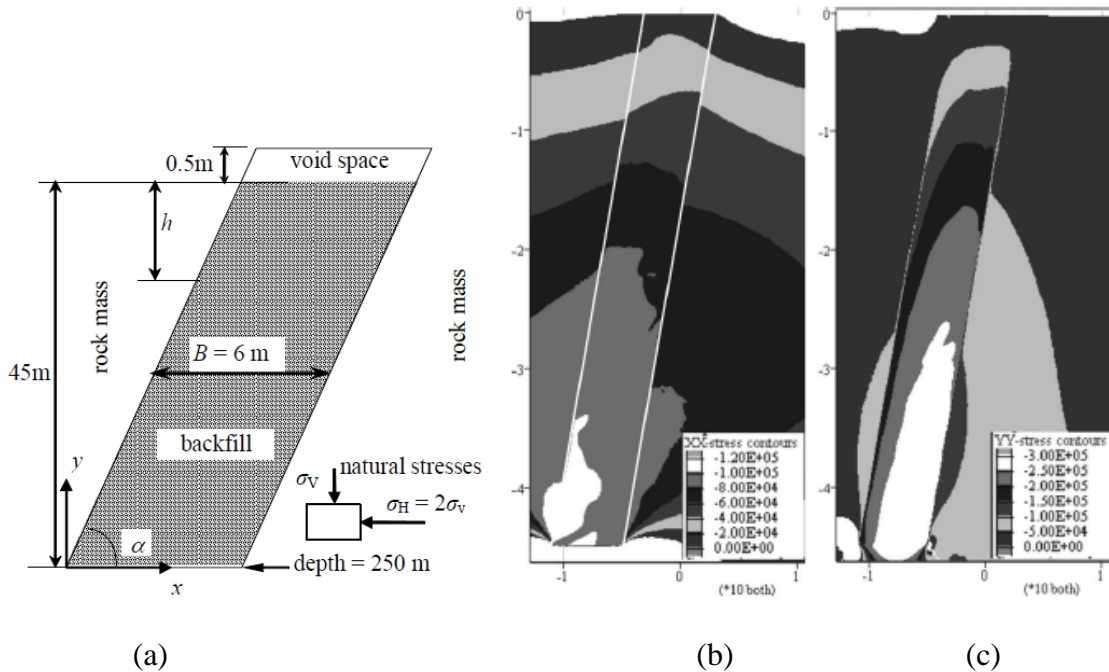 0.5m
void space
h
rock mass
rock mass
B = 6 m
45m
backfill
y
natural stresses
σV
σH = 2σv
α
depth = 250 m
x
(a)
0
-1
-2
-3
-4
XX-stress contours
-1.20E+05
-1.00E+05
-8.00E+04
-6.00E+04
-4.00E+04
-2.00E+04
0.00E+00
-1
0
1
(*10 both)
(b)
0
-1
-2
-3
-4
YY-stress contours
-3.00E+05
-2.50E+05
-2.00E+05
-1.50E+05
-1.00E+05
-5.00E+04
0.00E+00
-1
0
1
(*10 both)
(c)